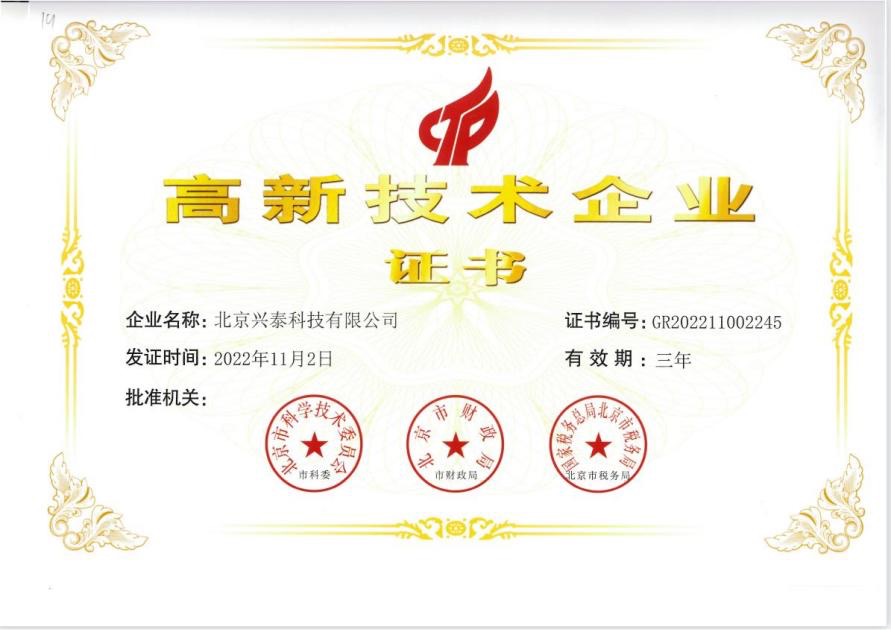 14
CTP
高新技术企业
证书
企业名称：北京兴泰科技有限公司
证书编号：GR202211002245
发证时间：2022年11月2日
有效期：三年
批准机关：
北京市科学技术委员会
市科委
北京市财政局
市财政局
国家税务总局北京市税务局
北京市税务局